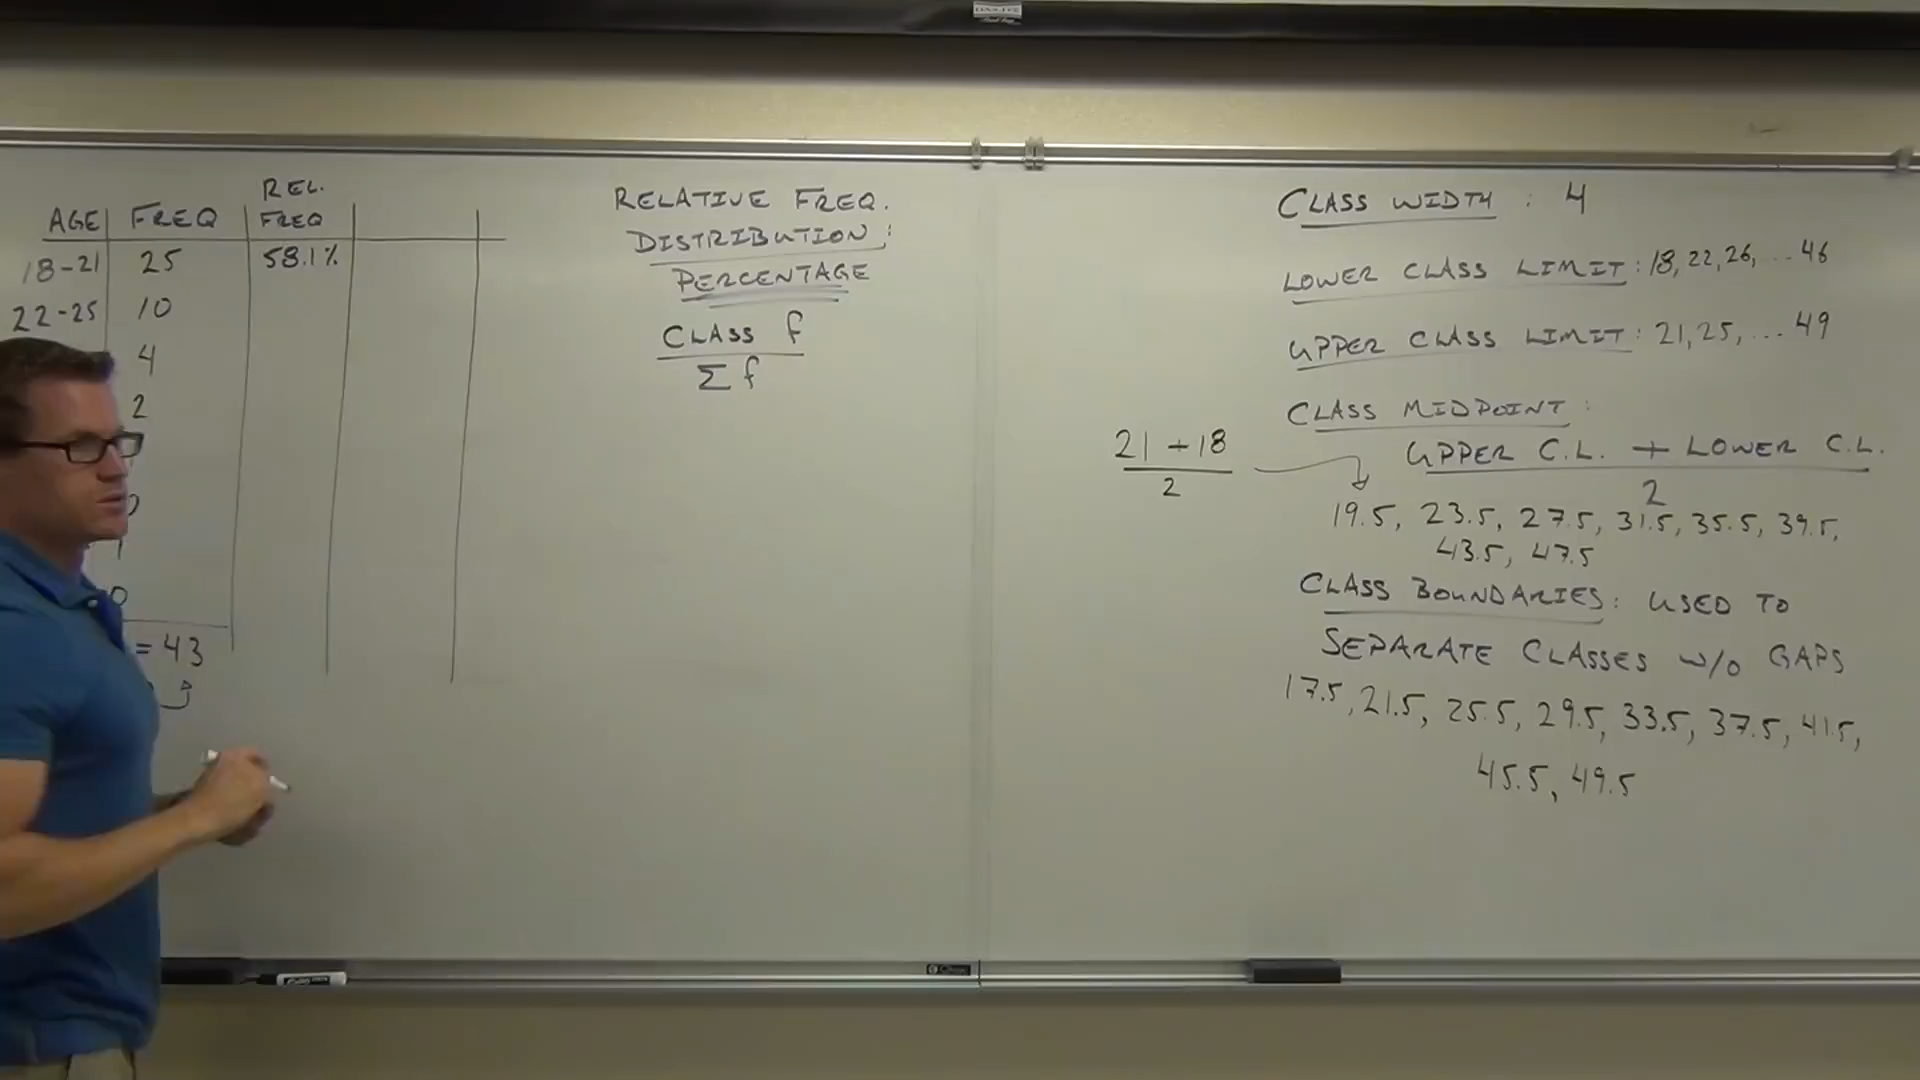 AGE FREQ REL. FREQ
18-21 25 58.1%
22-25 10
4
2
1
0
= 43
RELATIVE FREQ.
DISTRIBUTION:
PERCENTAGE
CLASS f
Σ f
CLASS WIDTH : 4
LOWER CLASS LIMIT: 18, 22, 26, ... 46
UPPER CLASS LIMIT: 21, 25, ... 49
CLASS MIDPOINT:
UPPER C.L. + LOWER C.L.
2
21 + 18
2
19.5, 23.5, 27.5, 31.5, 35.5, 39.5,
43.5, 47.5
CLASS BOUNDARIES: USED TO
SEPARATE CLASSES W/O GAPS
17.5, 21.5, 25.5, 29.5, 33.5, 37.5, 41.5,
45.5, 49.5